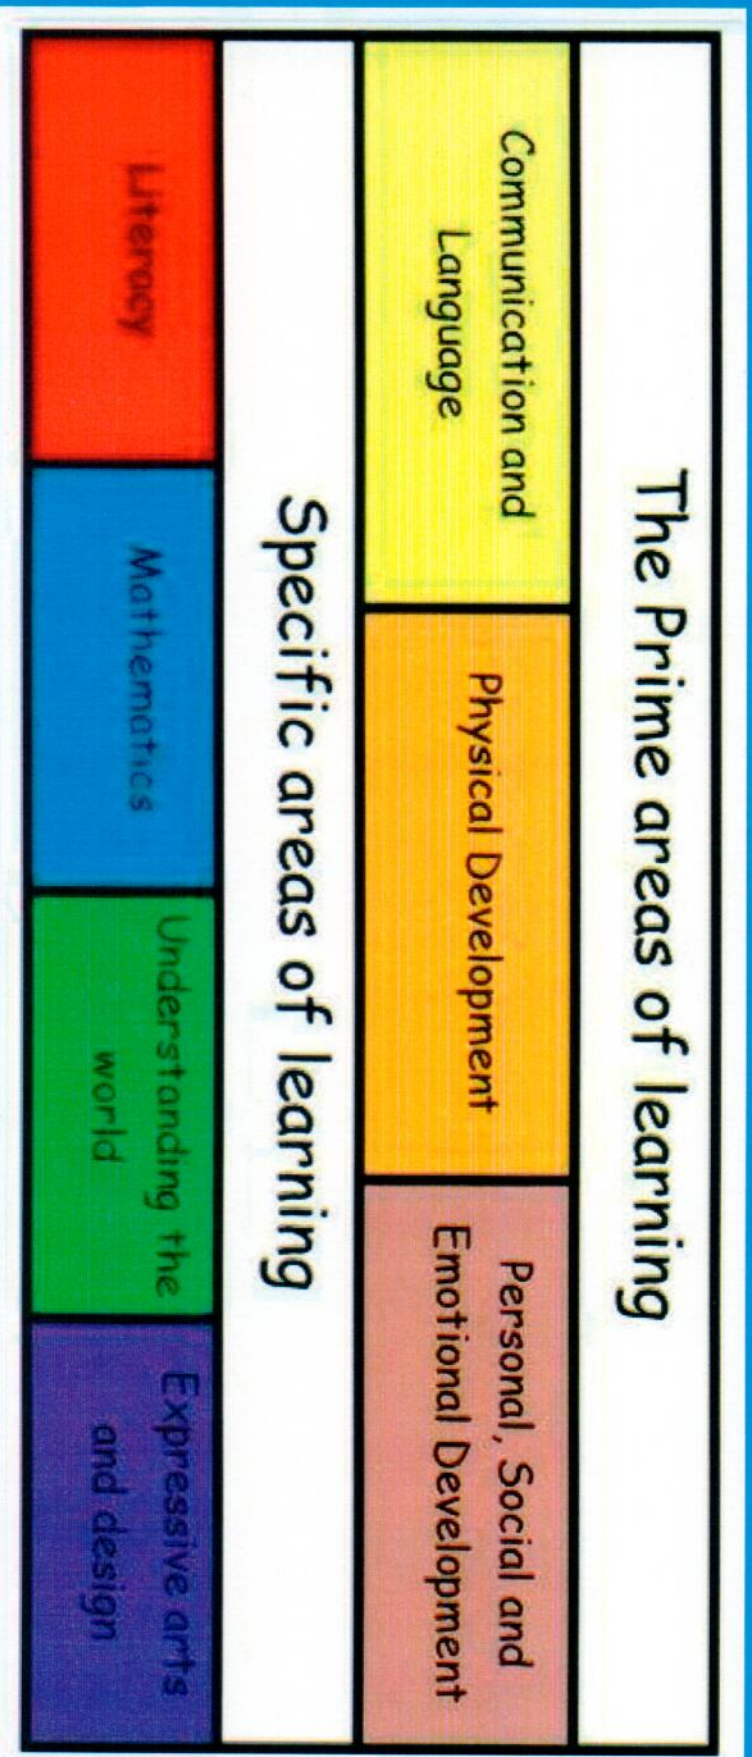 The Prime areas of learning
Communication and
Language
Physical Development
Personal, Social and
Emotional Development
Specific areas of learning
Literacy
Mathematics
Understanding the
world
Expressive arts
and design